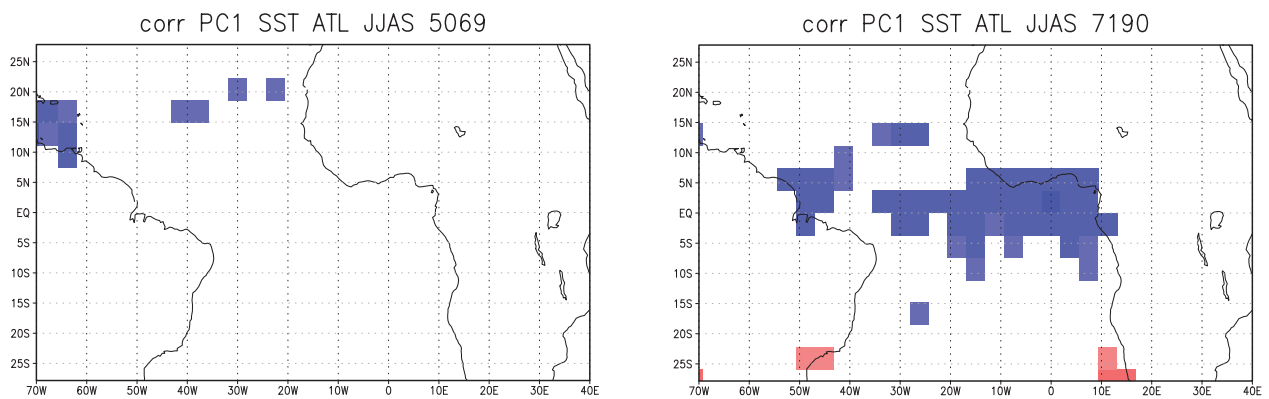 corr PC1 SST ATL JJAS 5069
25N
20N
15N
10N
5N
EQ
5S
10S
15S
20S
25S
70W 60W 50W 40W 30W 20W 10W 0 10E 20E 30E 40E
corr PC1 SST ATL JJAS 7190
25N
20N
15N
10N
5N
EQ
5S
10S
15S
20S
25S
70W 60W 50W 40W 30W 20W 10W 0 10E 20E 30E 40E